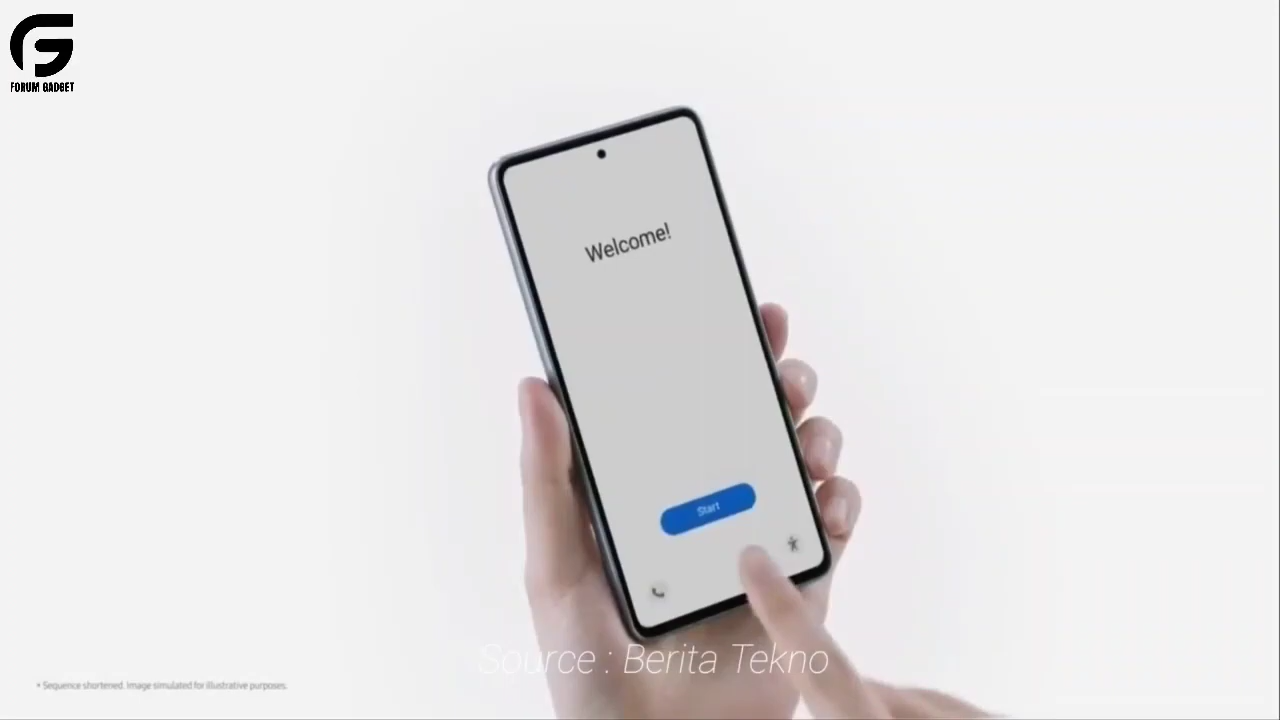 FORUM GADGET
Welcome!
Start
Source : Berita Tekno
* Sequence shortened. Image simulated for illustrative purposes.